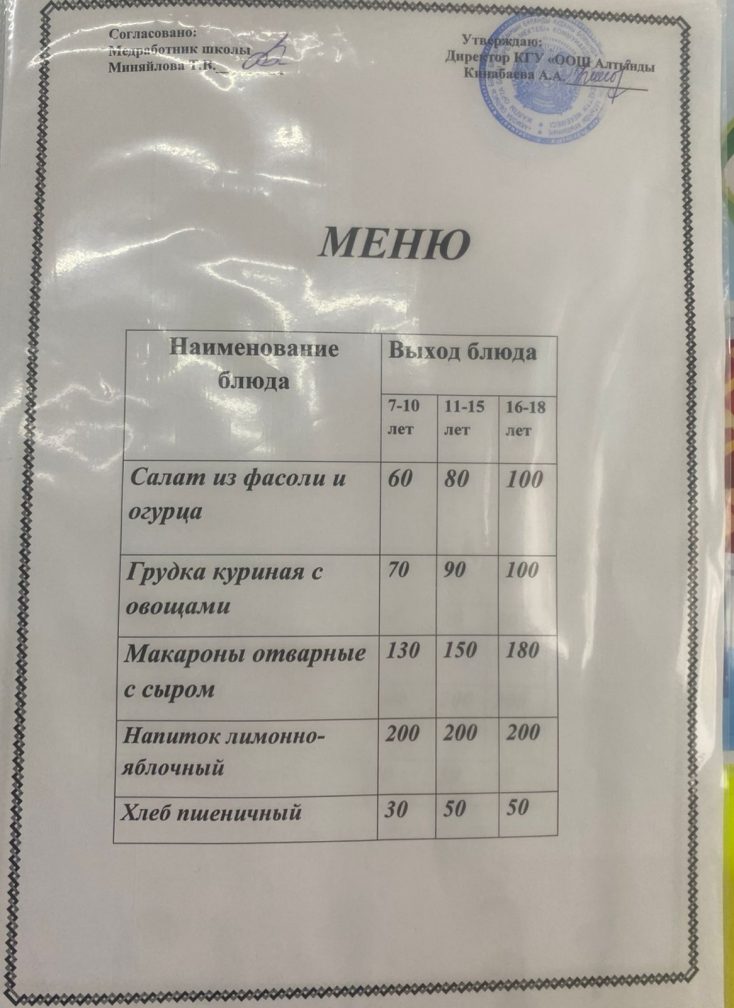 Согласовано:
Медработник школы
Миняйлова Т.В.
Утверждаю:
Директор КГУ «ООШ Алтынды
Кинабаева А.А.
МЕНЮ
Наименование
блюда
Выход блюда
7-10
лет
11-15
лет
16-18
лет
Салат из фасоли и
огурца
60
80
100
Грудка куриная с
овощами
70
90
100
Макароны отварные
с сыром
130
150
180
Напиток лимонно-
яблочный
200
200
200
Хлеб пшеничный
30
50
50